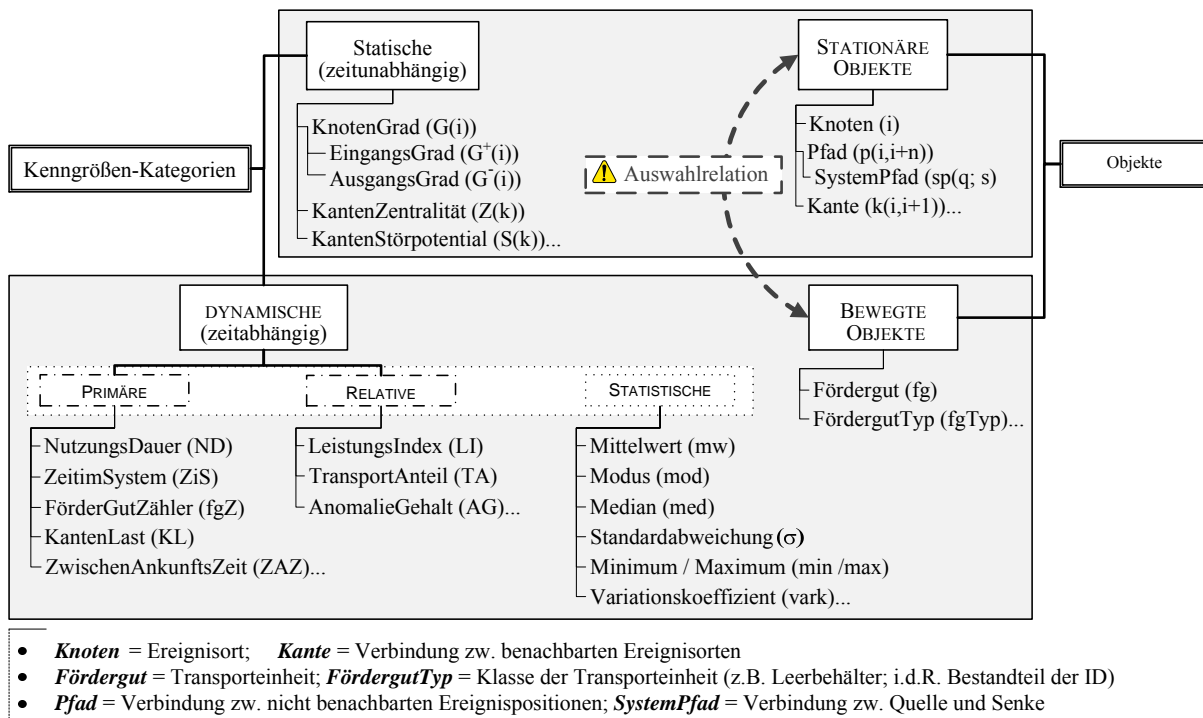 Statische
(zeitunabhängig)
STATIONÄRE
OBJEKTE
KnotenGrad (G(i))
EingangsGrad (G⁺(i))
AusgangsGrad (G⁻(i))
KantenZentralität (Z(k))
KantenStörpotential (S(k))...
Knoten (i)
Pfad (p(i,i+n))
SystemPfad (sp(q; s)
Kante (k(i,i+1))...
Kenngrößen-Kategorien
Auswahlrelation
Objekte
DYNAMISCHE
(zeitabhängig)
BEWEGTE
OBJEKTE
PRIMÄRE
RELATIVE
STATISTISCHE
Fördergut (fg)
FördergutTyp (fgTyp)...
NutzungsDauer (ND)
ZeitimSystem (ZiS)
FörderGutZähler (fgZ)
KantenLast (KL)
ZwischenAnkunftsZeit (ZAZ)...
LeistungsIndex (LI)
TransportAnteil (TA)
AnomalieGehalt (AG)...
Mittelwert (mw)
Modus (mod)
Median (med)
Standardabweichung (σ)
Minimum / Maximum (min /max)
Variationskoeffizient (vark)...
• Knoten = Ereignisort; Kante = Verbindung zw. benachbarten Ereignisorten
• Fördergut = Transporteinheit; FördergutTyp = Klasse der Transporteinheit (z.B. Leerbehälter; i.d.R. Bestandteil der ID)
• Pfad = Verbindung zw. nicht benachbarten Ereignispositionen; SystemPfad = Verbindung zw. Quelle und Senke